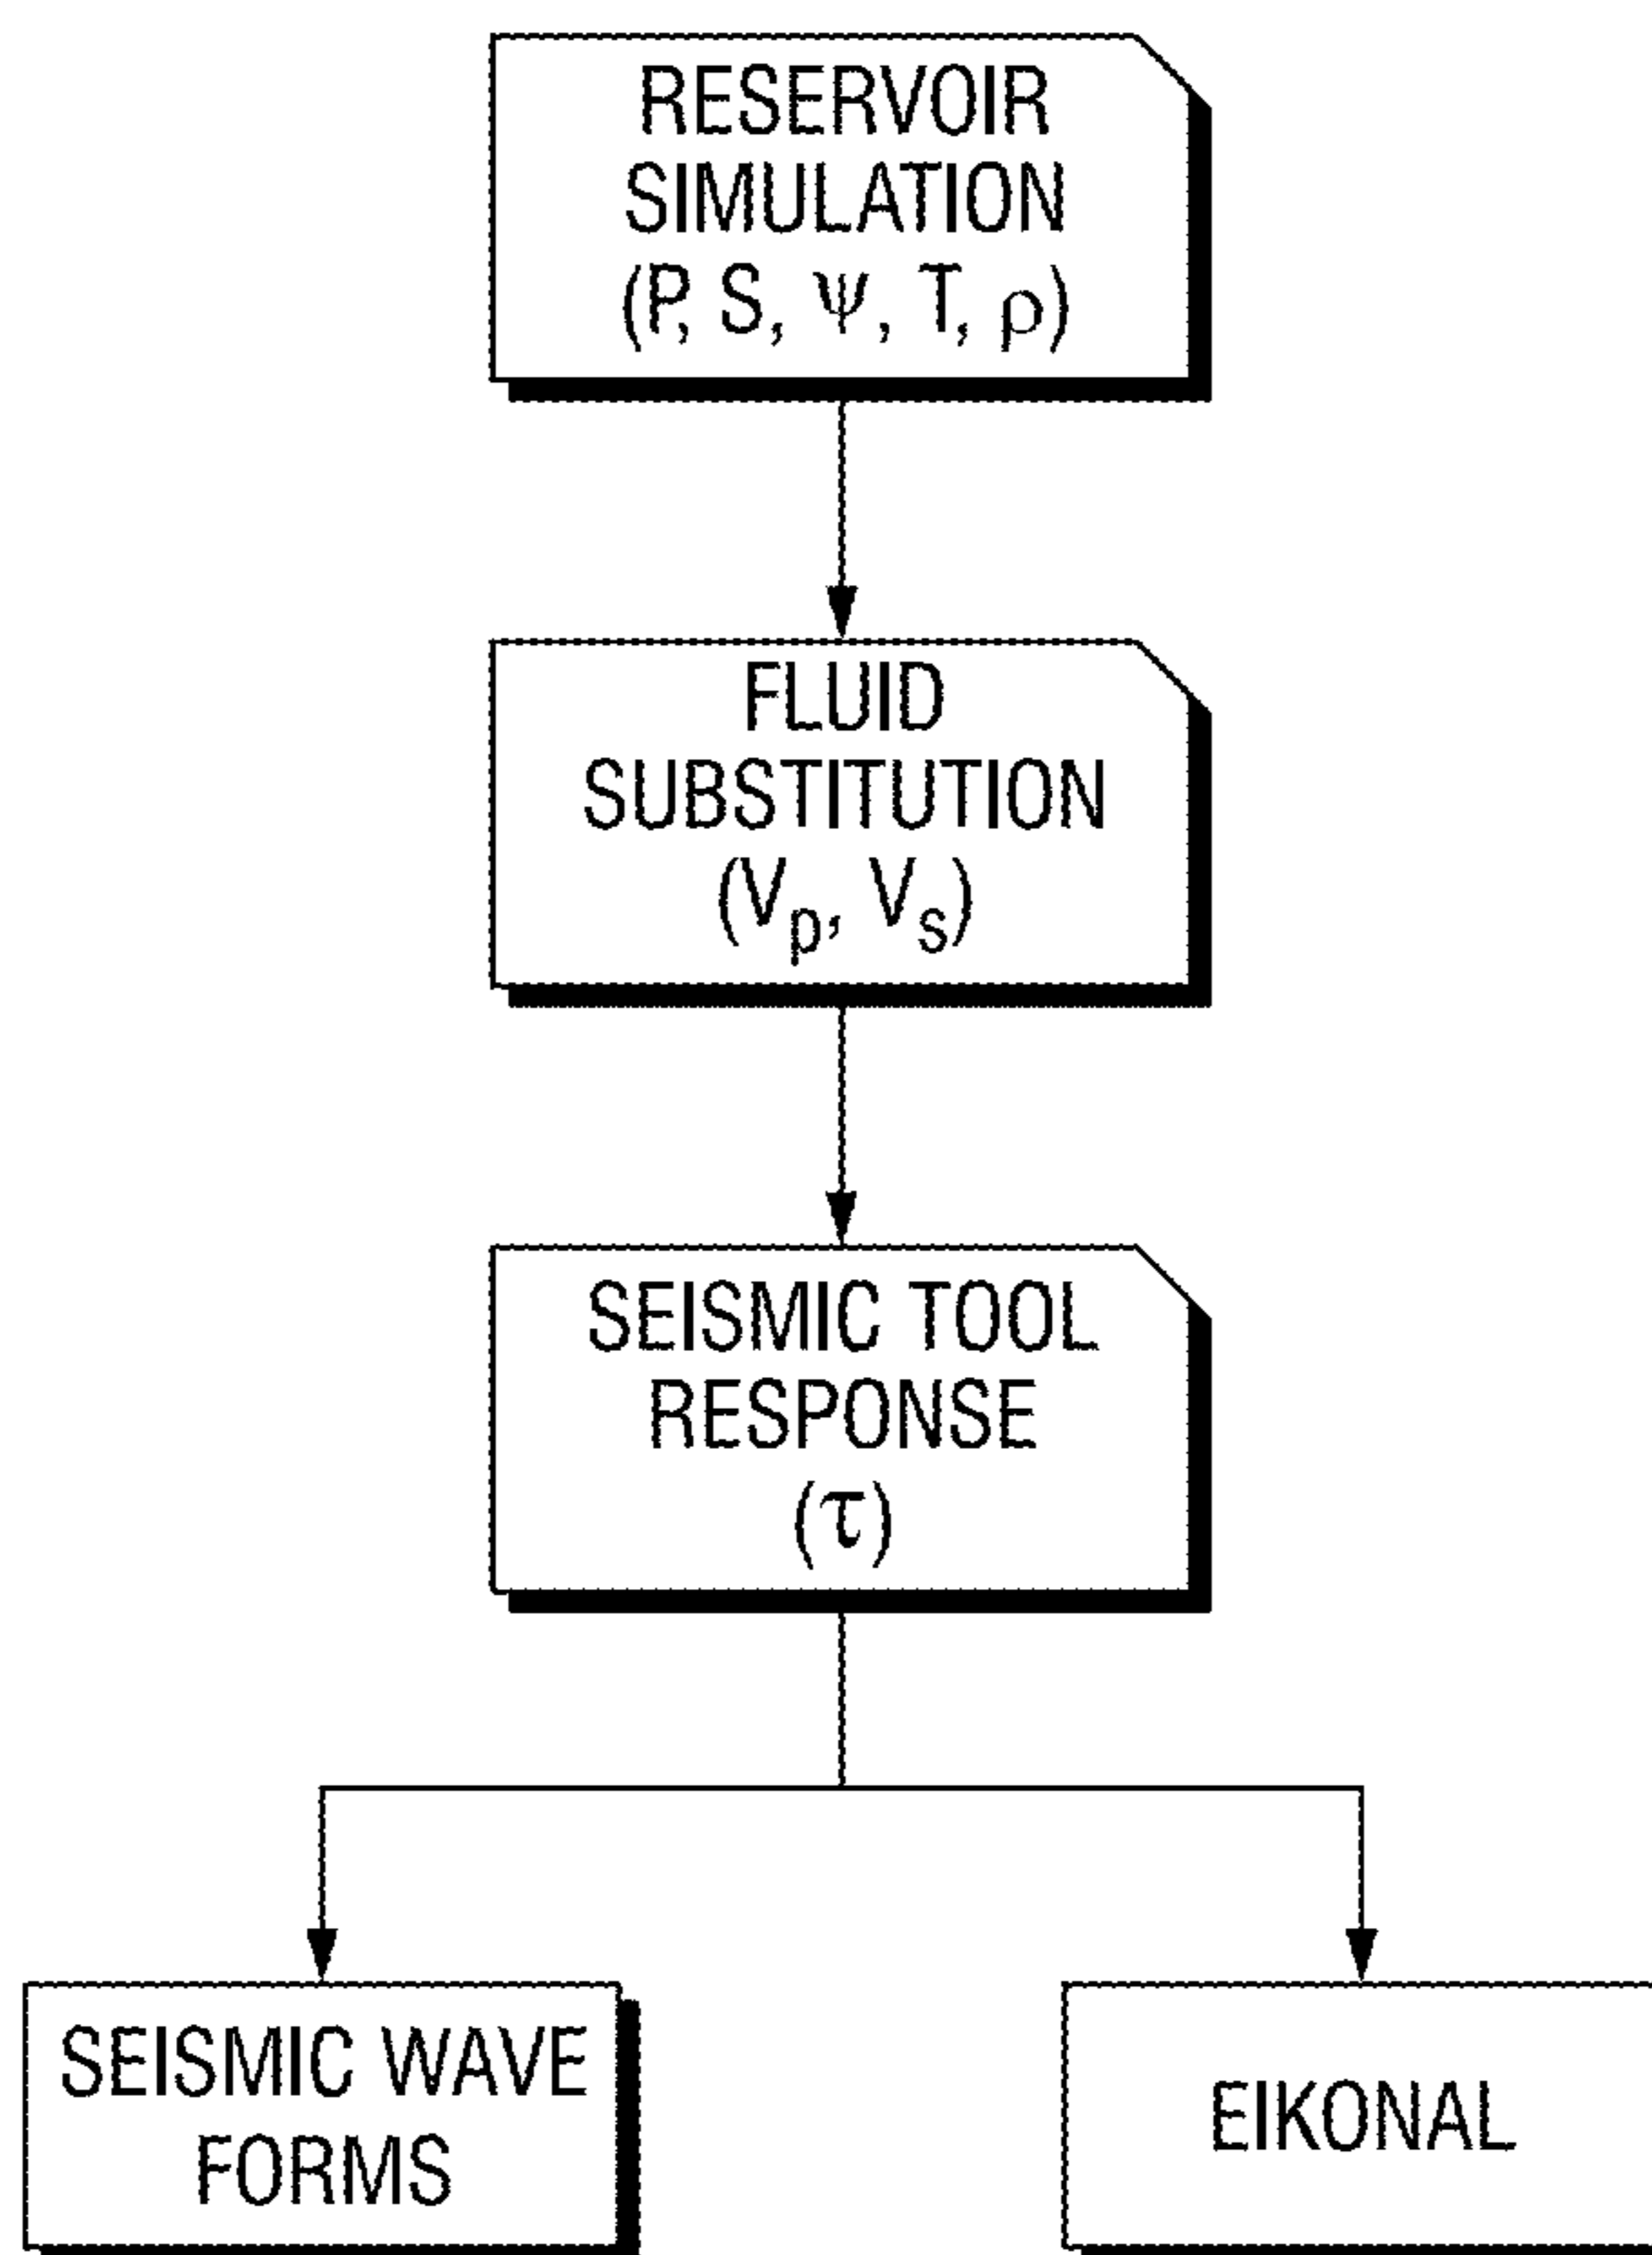 RESERVOIR
SIMULATION
(P, S, Ψ, T, ρ)
FLUID
SUBSTITUTION
(Vp, Vs)
SEISMIC TOOL
RESPONSE
(τ)
SEISMIC WAVE
FORMS
EIKONAL